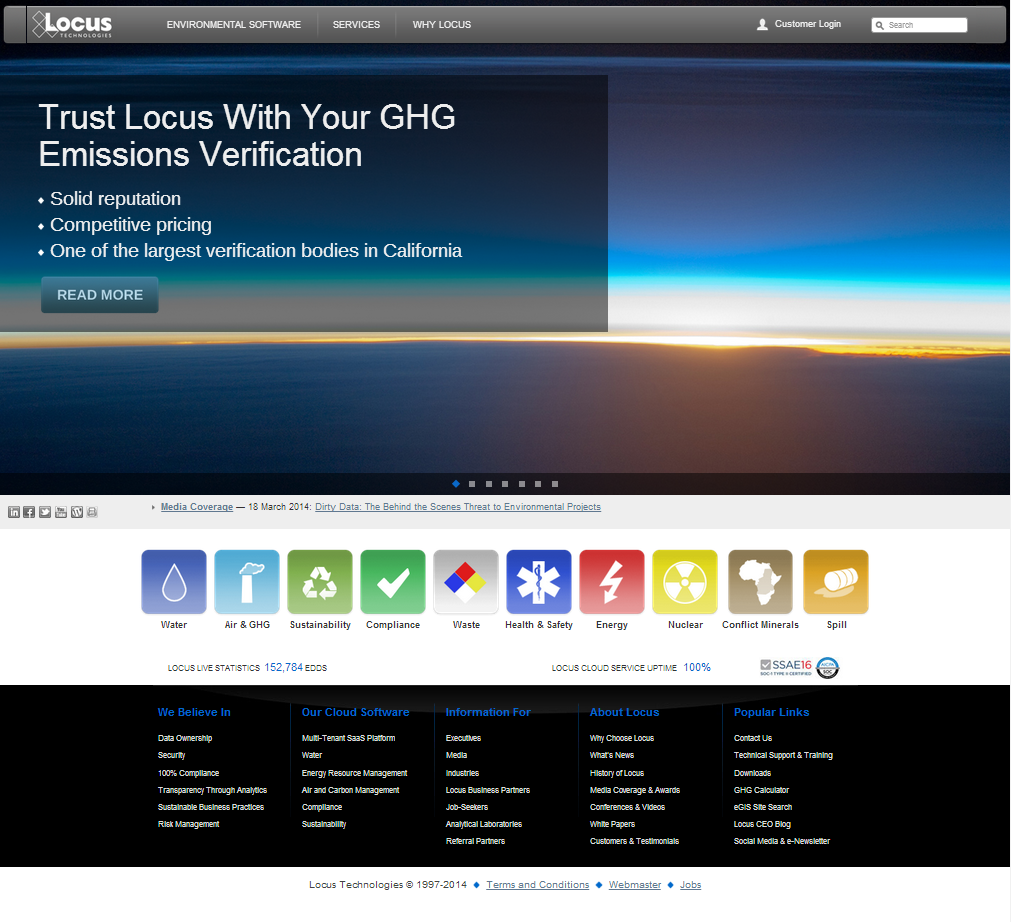 Locus
TECHNOLOGIES
ENVIRONMENTAL SOFTWARE
SERVICES
WHY LOCUS
Customer Login
Search
Trust Locus With Your GHG
Emissions Verification
Solid reputation
Competitive pricing
One of the largest verification bodies in California
READ MORE
Media Coverage — 18 March 2014: Dirty Data: The Behind the Scenes Threat to Environmental Projects
Water
Air & GHG
Sustainability
Compliance
Waste
Health & Safety
Energy
Nuclear
Conflict Minerals
Spill
LOCUS LIVE STATISTICS 152,784 EDDS
LOCUS CLOUD SERVICE UPTIME 100%
SSAE16
SOC-1 TYPE II CERTIFIED
AICPA
SOC
We Believe In
Data Ownership
Security
100% Compliance
Transparency Through Analytics
Sustainable Business Practices
Risk Management
Our Cloud Software
Multi-Tenant SaaS Platform
Water
Energy Resource Management
Air and Carbon Management
Compliance
Sustainability
Information For
Executives
Media
Industries
Locus Business Partners
Job-Seekers
Analytical Laboratories
Referral Partners
About Locus
Why Choose Locus
What's News
History of Locus
Media Coverage & Awards
Conferences & Videos
White Papers
Customers & Testimonials
Popular Links
Contact Us
Technical Support & Training
Downloads
GHG Calculator
eGIS Site Search
Locus CEO Blog
Social Media & e-Newsletter
Locus Technologies © 1997-2014 ♦ Terms and Conditions ♦ Webmaster ♦ Jobs